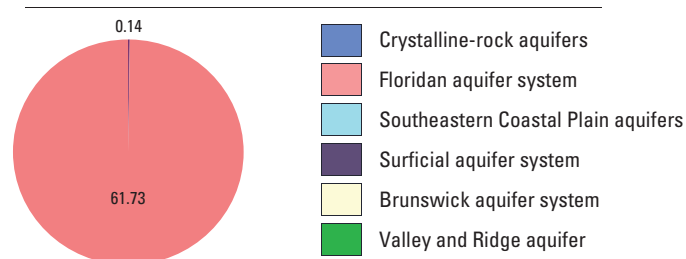 0.14
61.73
Crystalline-rock aquifers
Floridan aquifer system
Southeastern Coastal Plain aquifers
Surficial aquifer system
Brunswick aquifer system
Valley and Ridge aquifer